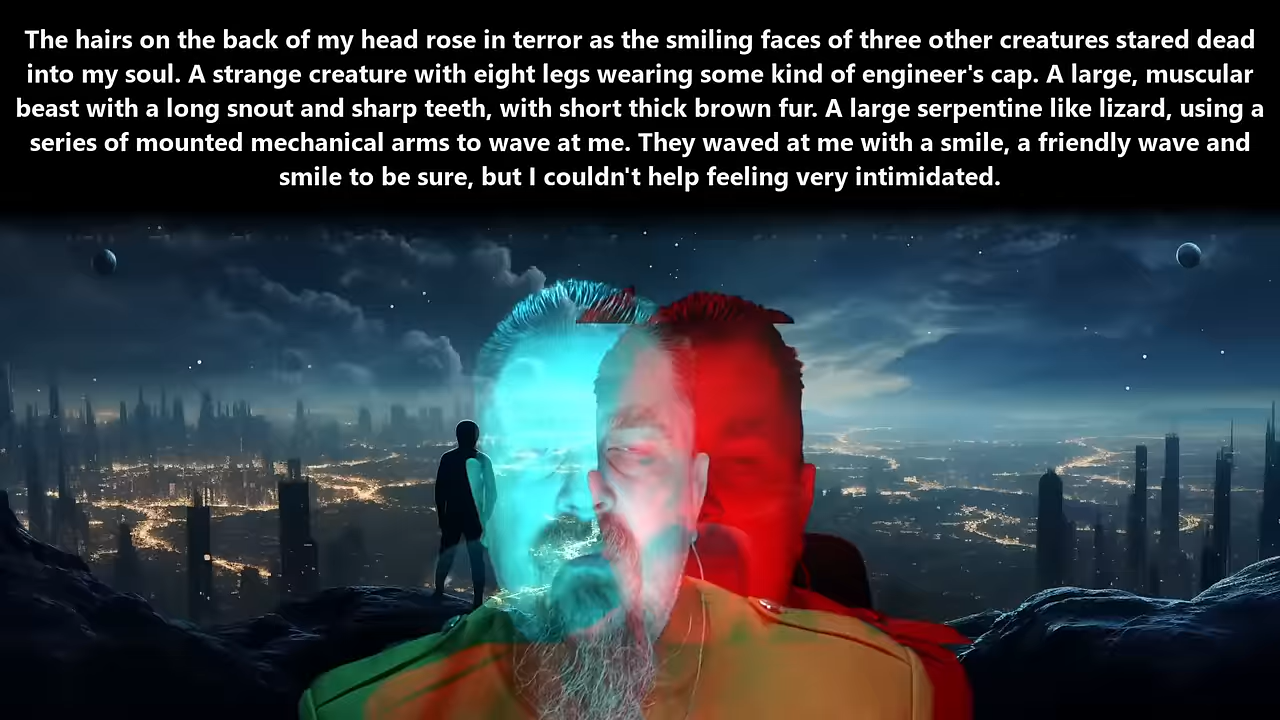 The hairs on the back of my head rose in terror as the smiling faces of three other creatures stared dead
into my soul. A strange creature with eight legs wearing some kind of engineer's cap. A large, muscular
beast with a long snout and sharp teeth, with short thick brown fur. A large serpentine like lizard, using a
series of mounted mechanical arms to wave at me. They waved at me with a smile, a friendly wave and
smile to be sure, but I couldn't help feeling very intimidated.